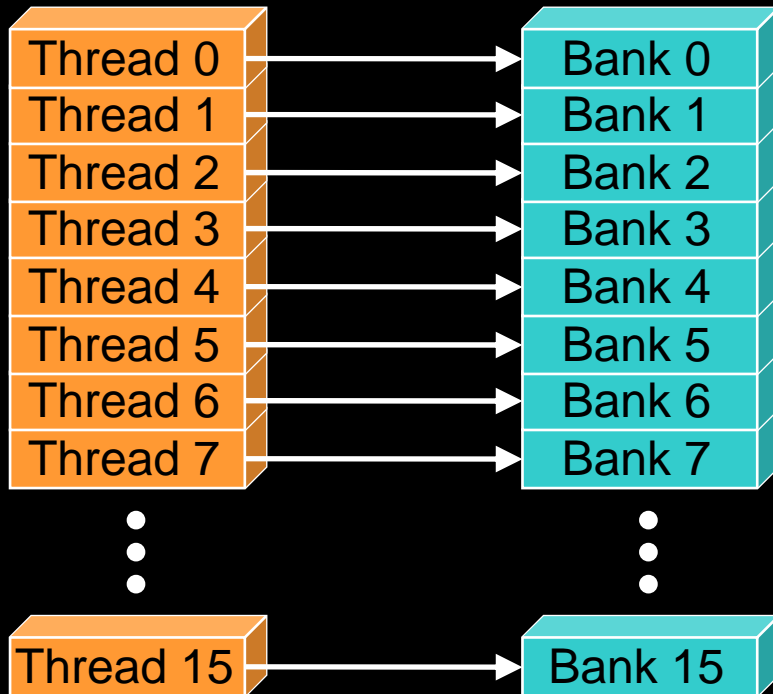 Thread 0
Bank 0
Thread 1
Bank 1
Thread 2
Bank 2
Thread 3
Bank 3
Thread 4
Bank 4
Thread 5
Bank 5
Thread 6
Bank 6
Thread 7
Bank 7
Thread 15
Bank 15